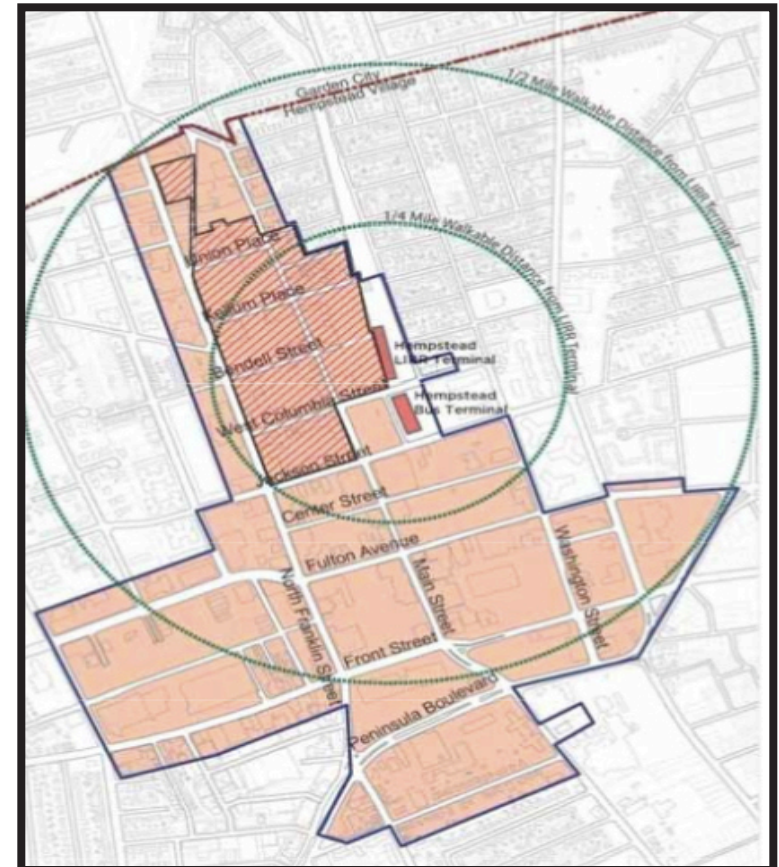 Garden City
Hempstead Village
1/2 Mile Walkable Distance from LIRR Terminal
1/4 Mile Walkable Distance from LIRR Terminal
Union Place
Kellum Place
Bendell Street
Hempstead
LIRR Terminal
West Columbia Street
Hempstead
Bus Terminal
Jackson Street
Center Street
Fulton Avenue
Washington Street
Main Street
North Franklin Street
Front Street
Peninsula Boulevard